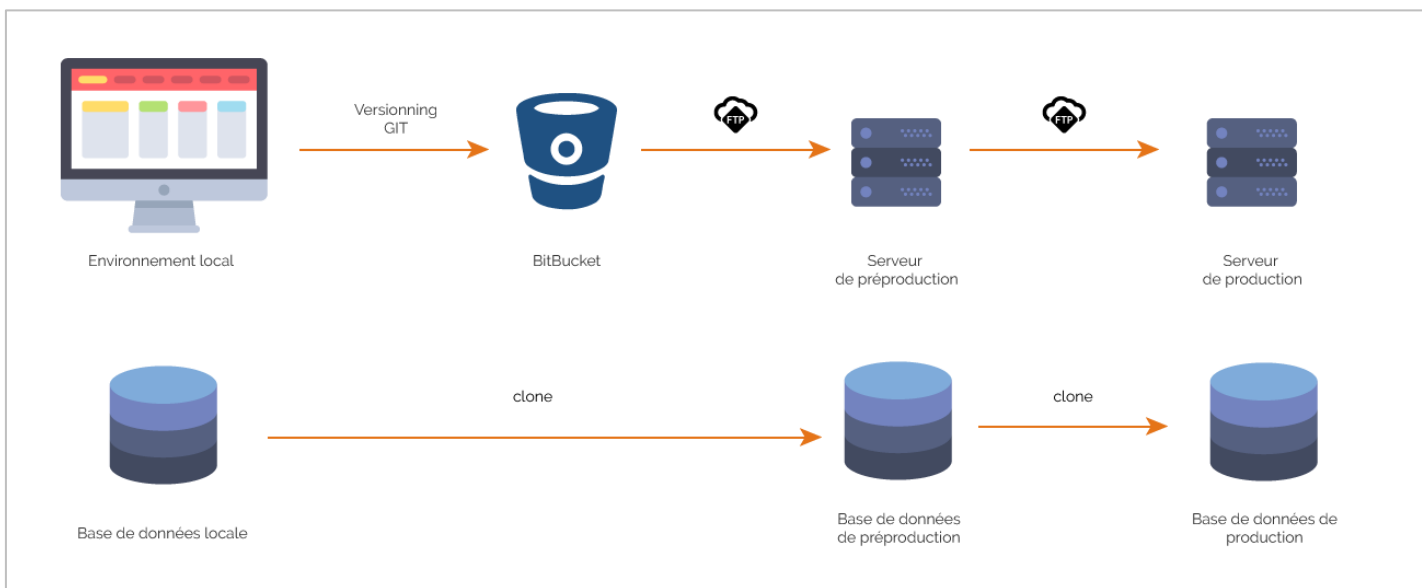 Versionning
GIT
FTP
FTP
Environnement local
BitBucket
Serveur
de préproduction
Serveur
de production
clone
clone
Base de données locale
Base de données
de préproduction
Base de données de
production